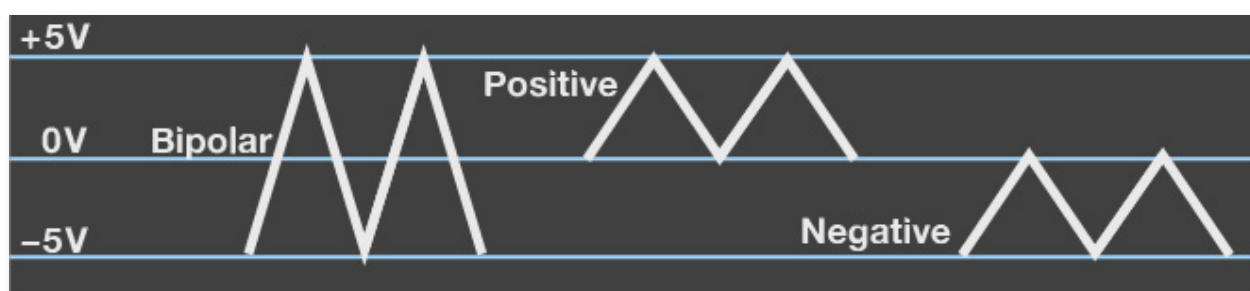 +5V
Positive
0V Bipolar
Negative
–5V